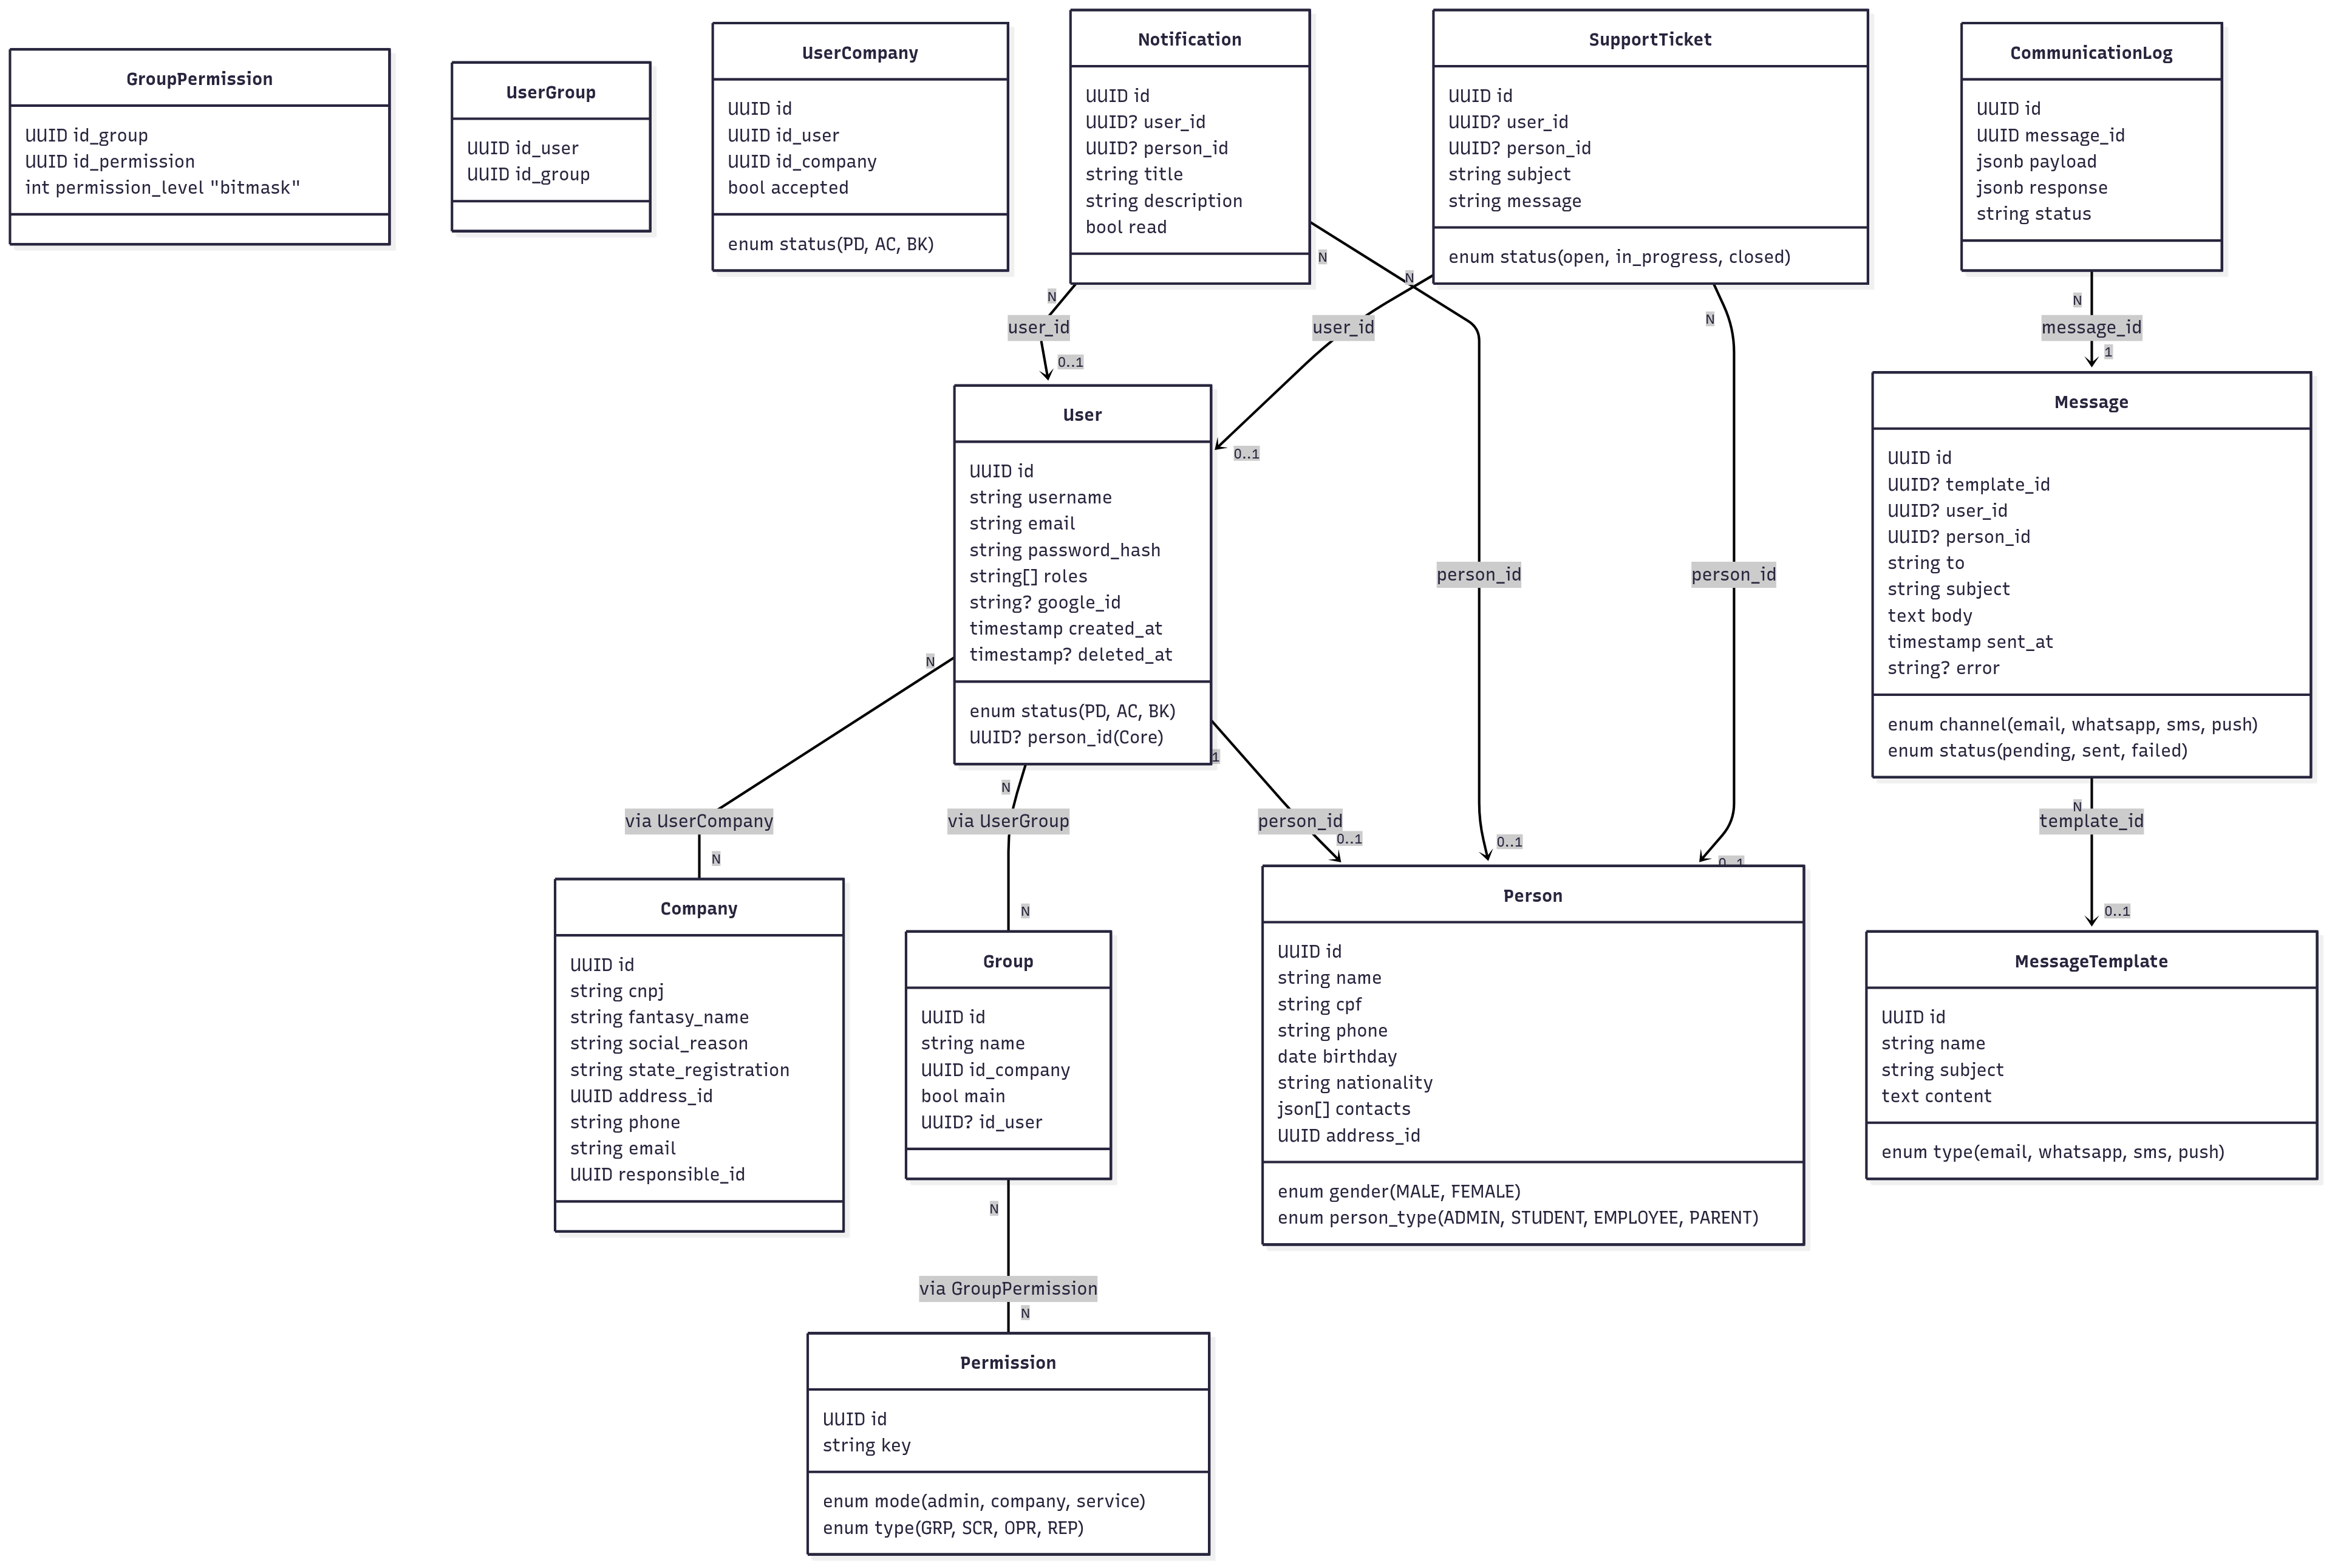 GroupPermission
UUID id_group
UUID id_permission
int permission_level "bitmask"
UserGroup
UUID id_user
UUID id_group
UserCompany
UUID id
UUID id_user
UUID id_company
bool accepted
enum status(PD, AC, BK)
Notification
UUID id
UUID? user_id
UUID? person_id
string title
string description
bool read
SupportTicket
UUID id
UUID? user_id
UUID? person_id
string subject
string message
enum status(open, in_progress, closed)
CommunicationLog
UUID id
UUID message_id
jsonb payload
jsonb response
string status
N
user_id
0..1
N
N
user_id
0..1
N
N
message_id
1
User
UUID id
string username
string email
string password_hash
string[] roles
string? google_id
timestamp created_at
timestamp? deleted_at
enum status(PD, AC, BK)
UUID? person_id(Core)
person_id
person_id
Message
UUID id
UUID? template_id
UUID? user_id
UUID? person_id
string to
string subject
text body
timestamp sent_at
string? error
enum channel(email, whatsapp, sms, push)
enum status(pending, sent, failed)
N
via UserCompany
N
N
via UserGroup
N
1
person_id
0..1
0..1
0..1
N
template_id
0..1
Company
UUID id
string cnpj
string fantasy_name
string social_reason
string state_registration
UUID address_id
string phone
string email
UUID responsible_id
Group
UUID id
string name
UUID id_company
bool main
UUID? id_user
Person
UUID id
string name
string cpf
string phone
date birthday
string nationality
json[] contacts
UUID address_id
enum gender(MALE, FEMALE)
enum person_type(ADMIN, STUDENT, EMPLOYEE, PARENT)
MessageTemplate
UUID id
string name
string subject
text content
enum type(email, whatsapp, sms, push)
N
via GroupPermission
N
Permission
UUID id
string key
enum mode(admin, company, service)
enum type(GRP, SCR, OPR, REP)